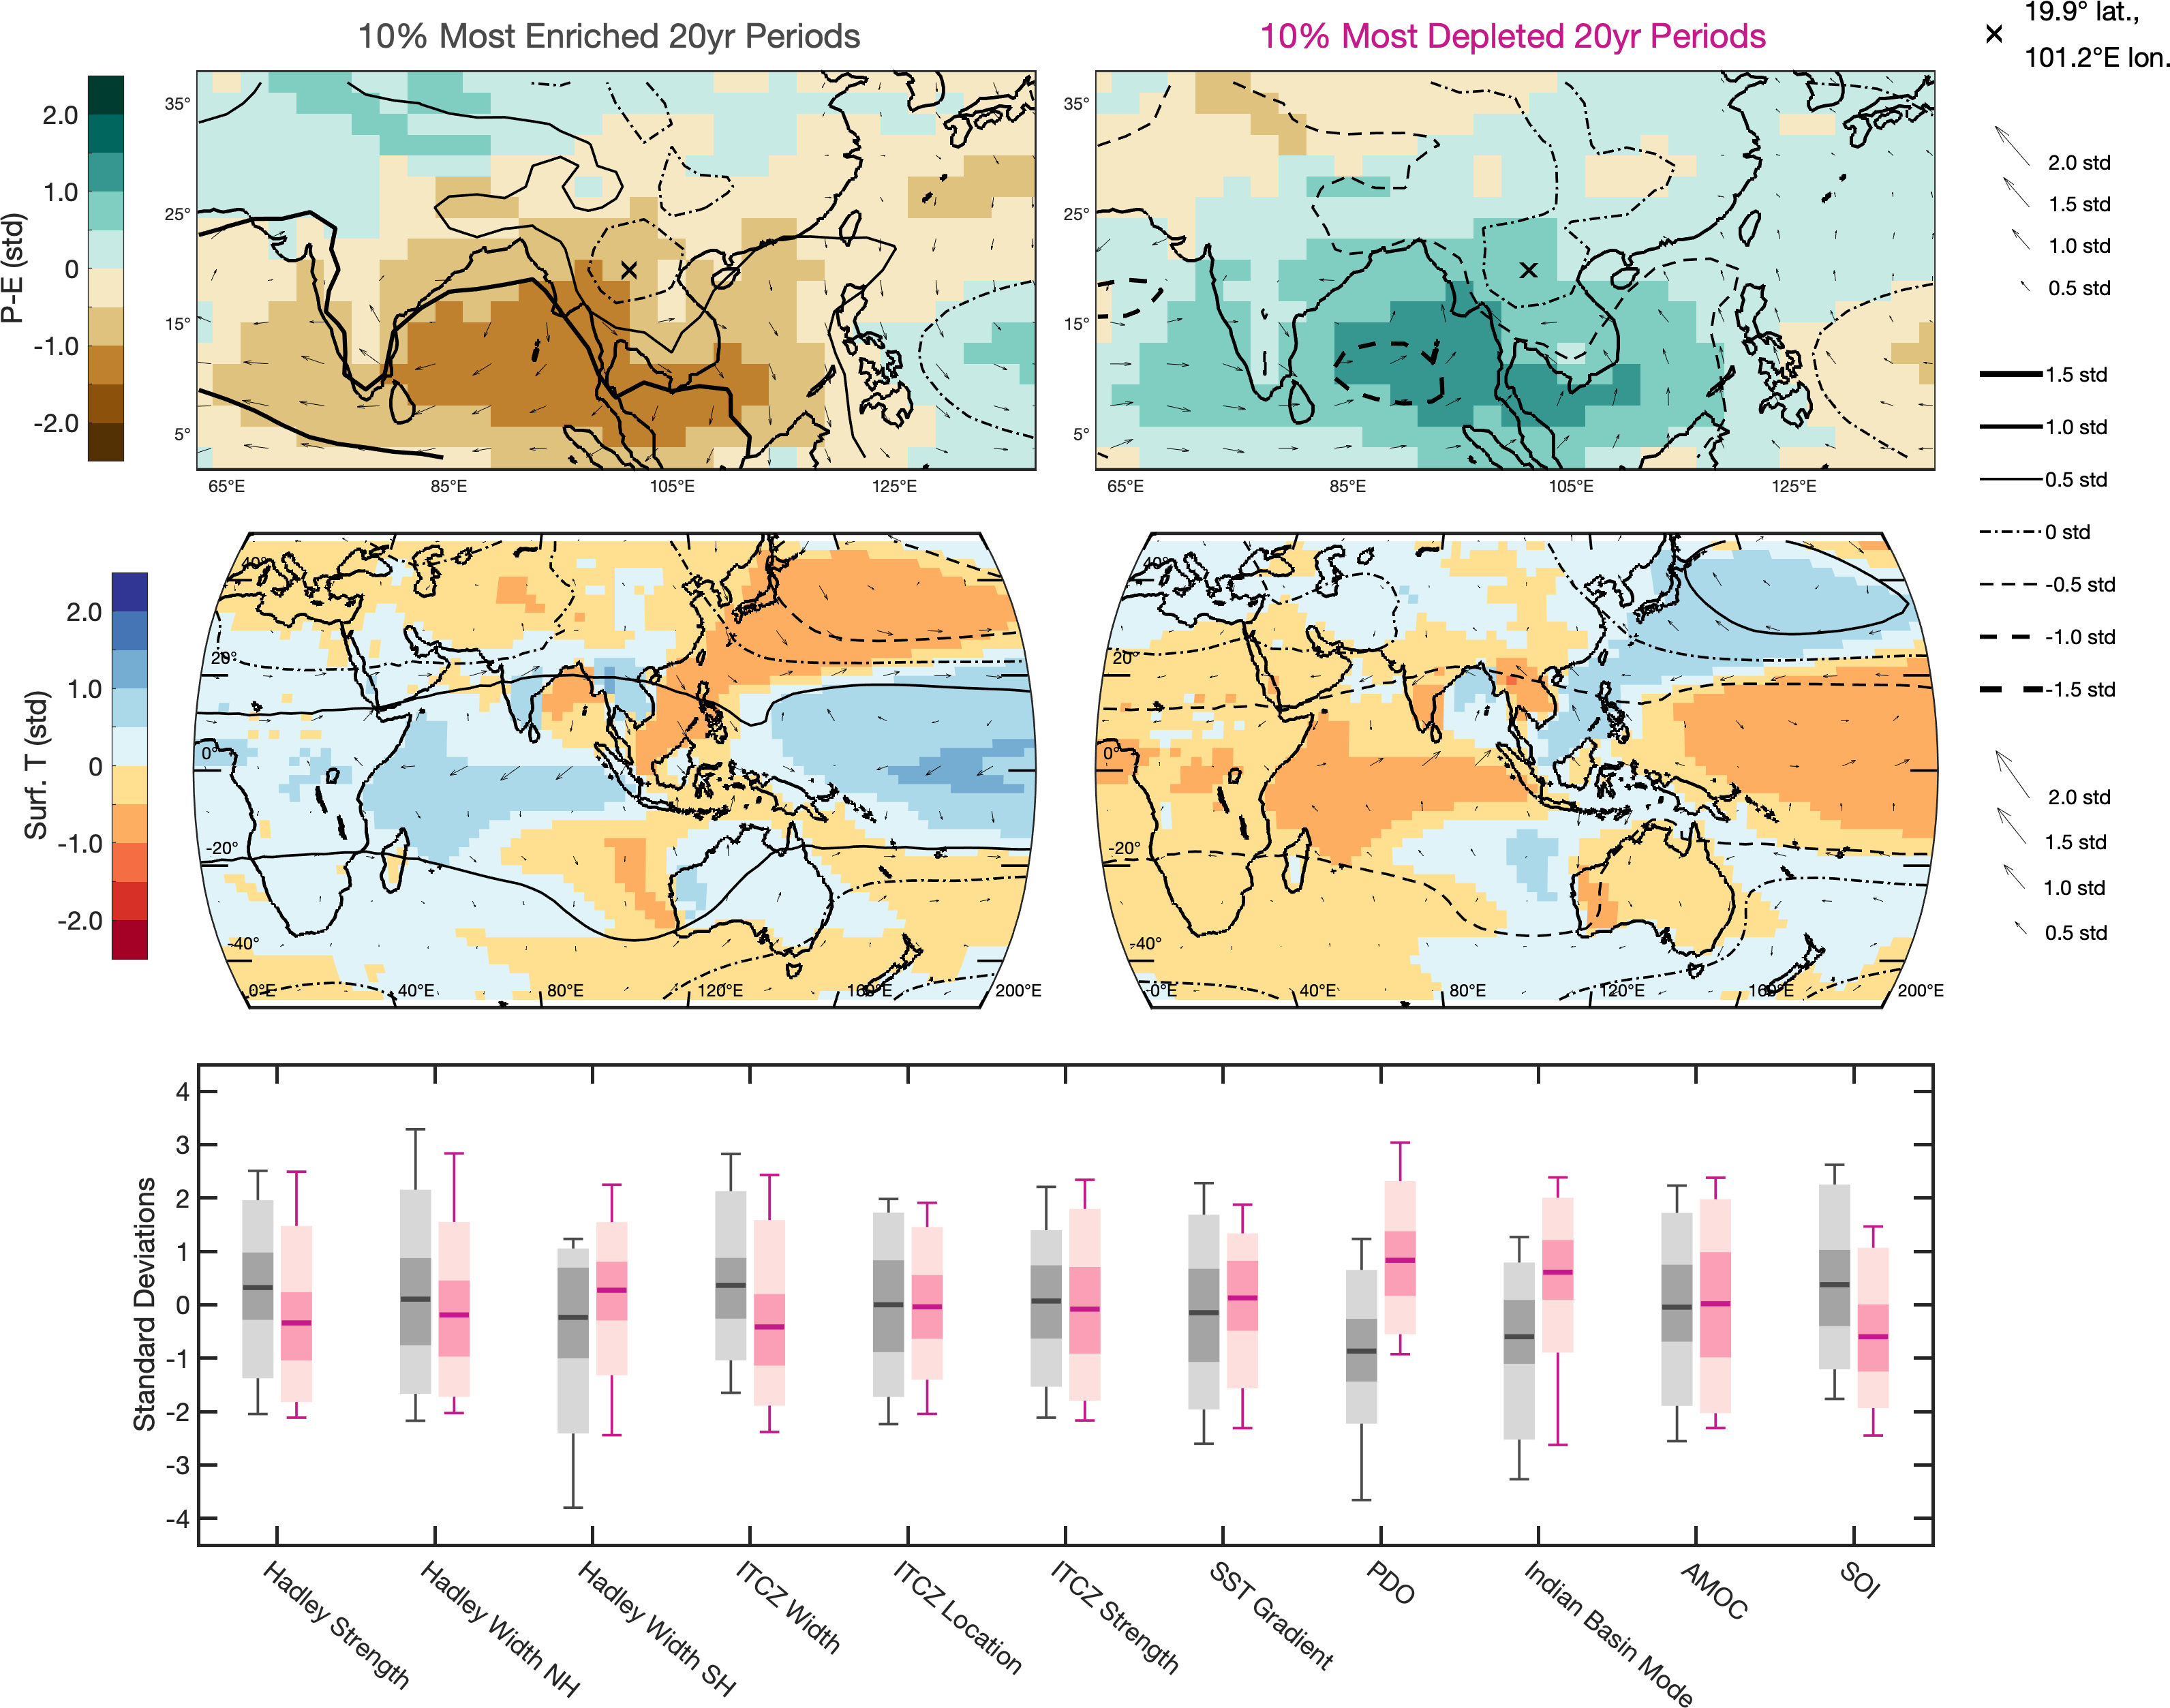 10% Most Enriched 20yr Periods
10% Most Depleted 20yr Periods
19.9° lat.,
101.2°E lon.
P-E (std)
2.0
1.0
0
-1.0
-2.0
35°
25°
15°
5°
65°E
85°E
105°E
125°E
35°
25°
15°
5°
65°E
85°E
105°E
125°E
2.0 std
1.5 std
1.0 std
0.5 std
1.5 std
1.0 std
0.5 std
0 std
-0.5 std
-1.0 std
-1.5 std
Surf. T (std)
2.0
1.0
0
-1.0
-2.0
40°
20°
0°
-20°
-40°
0°E
40°E
80°E
120°E
160°E
200°E
40°
20°
0°
-20°
-40°
0°E
40°E
80°E
120°E
160°E
200°E
2.0 std
1.5 std
1.0 std
0.5 std
Standard Deviations
4
3
2
1
0
-1
-2
-3
-4
Hadley Strength
Hadley Width NH
Hadley Width SH
ITCZ Width
ITCZ Location
ITCZ Strength
SST Gradient
PDO
Indian Basin Mode
AMOC
SOI